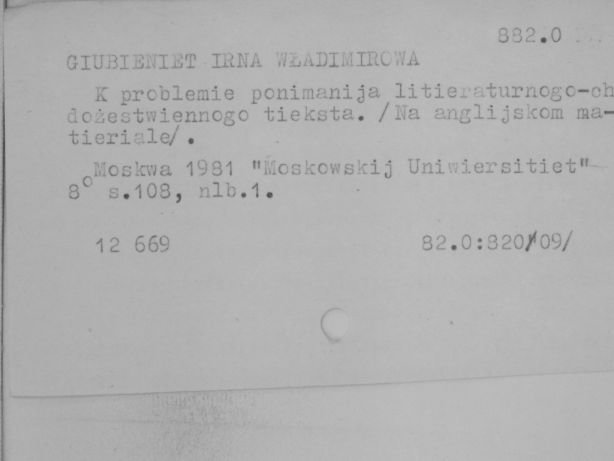 882.0
GIUBIENIET IRNA WŁADIMIROWA
K problemie ponimanija litieraturnogo-ch
dożestwiennogo tieksta. /Na anglijskom ma-
tieriale/.
Moskwa 1981 "Moskowskij Uniwiersitiet"
8° s.108, nlb.1.
12 669 82.0:820/09/